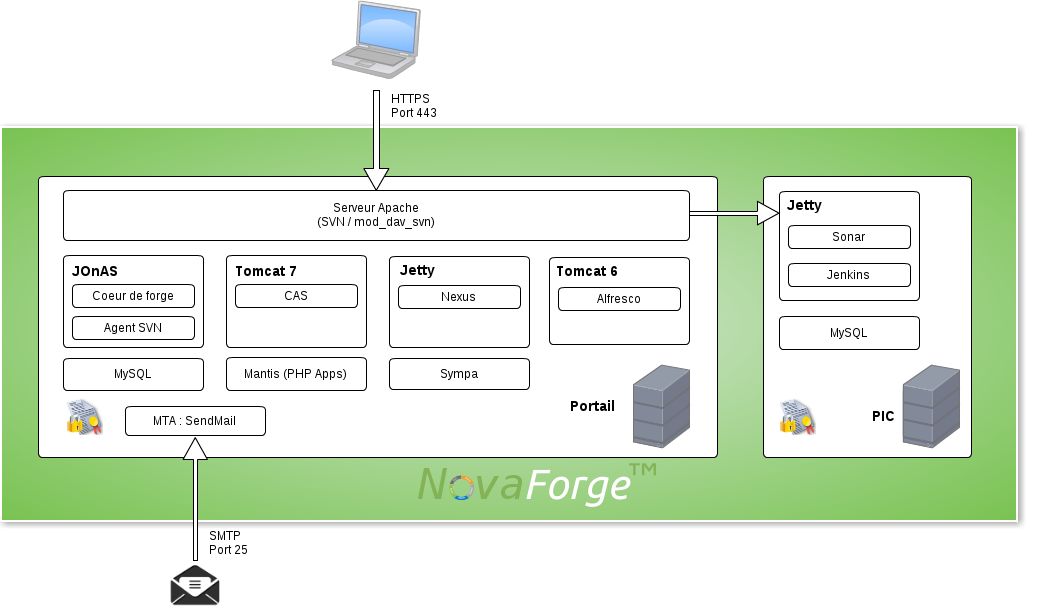 HTTPS
Port 443
Serveur Apache
(SVN / mod_dav_svn)
Jetty
Sonar
Jenkins
MySQL
PIC
JOnAS
Coeur de forge
Agent SVN
Tomcat 7
CAS
Jetty
Nexus
Tomcat 6
Alfresco
MySQL
Mantis (PHP Apps)
Sympa
MTA : SendMail
Portail
NovaForge™
SMTP
Port 25